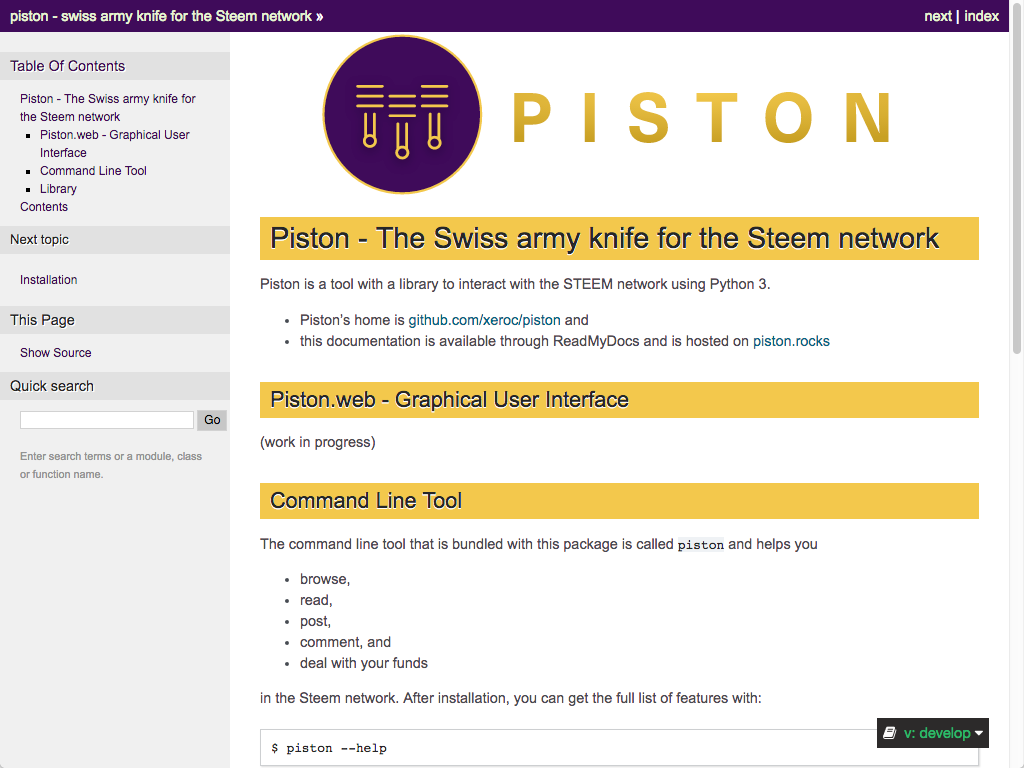 piston - swiss army knife for the Steem network »
next | index
Table Of Contents
Piston - The Swiss army knife for
the Steem network
Piston.web - Graphical User
Interface
Command Line Tool
Library
Contents
Next topic
Installation
This Page
Show Source
Quick search
Go
Enter search terms or a module, class
or function name.
PISTON
Piston - The Swiss army knife for the Steem network
Piston is a tool with a library to interact with the STEEM network using Python 3.
Piston’s home is github.com/xeroc/piston and
this documentation is available through ReadMyDocs and is hosted on piston.rocks
Piston.web - Graphical User Interface
(work in progress)
Command Line Tool
The command line tool that is bundled with this package is called piston and helps you
browse,
read,
post,
comment, and
deal with your funds
in the Steem network. After installation, you can get the full list of features with:
$ piston --help
v: develop